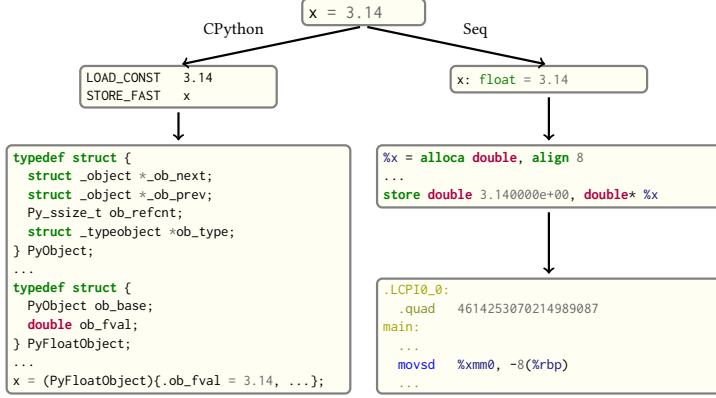 x = 3.14
CPython
Seq
LOAD_CONST 3.14
STORE_FAST x
x: float = 3.14
typedef struct {
struct _object *_ob_next;
struct _object *_ob_prev;
Py_ssize_t ob_refcnt;
struct _typeobject *ob_type;
} PyObject;
...
typedef struct {
PyObject ob_base;
double ob_fval;
} PyFloatObject;
...
x = (PyFloatObject){.ob_fval = 3.14, ...};
%x = alloca double, align 8
...
store double 3.140000e+00, double* %x
.LCPI0_0:
.quad 4614253070214989087
main:
...
movsd %xmm0, -8(%rbp)
...